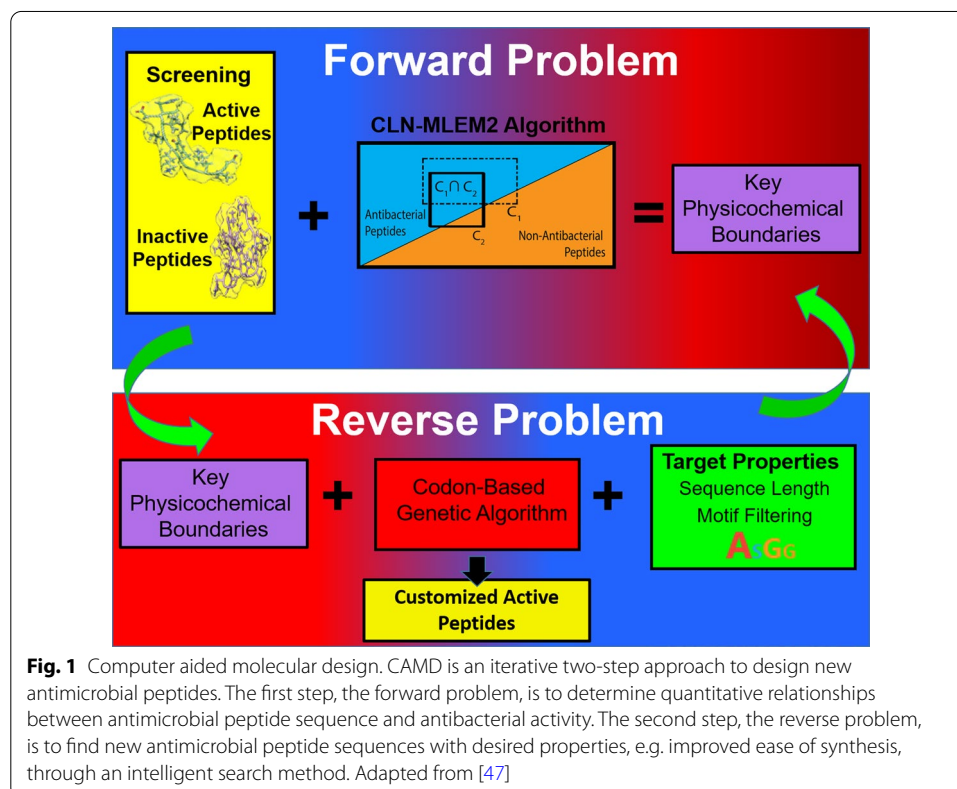 Forward Problem
Screening
Active
Peptides
Inactive
Peptides
+
CLN-MLEM2 Algorithm
C1∩ C2
C1
C2
Antibacterial
Peptides
Non-Antibacterial
Peptides
=
Key
Physicochemical
Boundaries
Reverse Problem
Key
Physicochemical
Boundaries
+
Codon-Based
Genetic Algorithm
+
Target Properties
Sequence Length
Motif Filtering
ASGG
Customized Active
Peptides
Fig. 1 Computer aided molecular design. CAMD is an iterative two-step approach to design new
antimicrobial peptides. The first step, the forward problem, is to determine quantitative relationships
between antimicrobial peptide sequence and antibacterial activity. The second step, the reverse problem,
is to find new antimicrobial peptide sequences with desired properties, e.g. improved ease of synthesis,
through an intelligent search method. Adapted from [47]